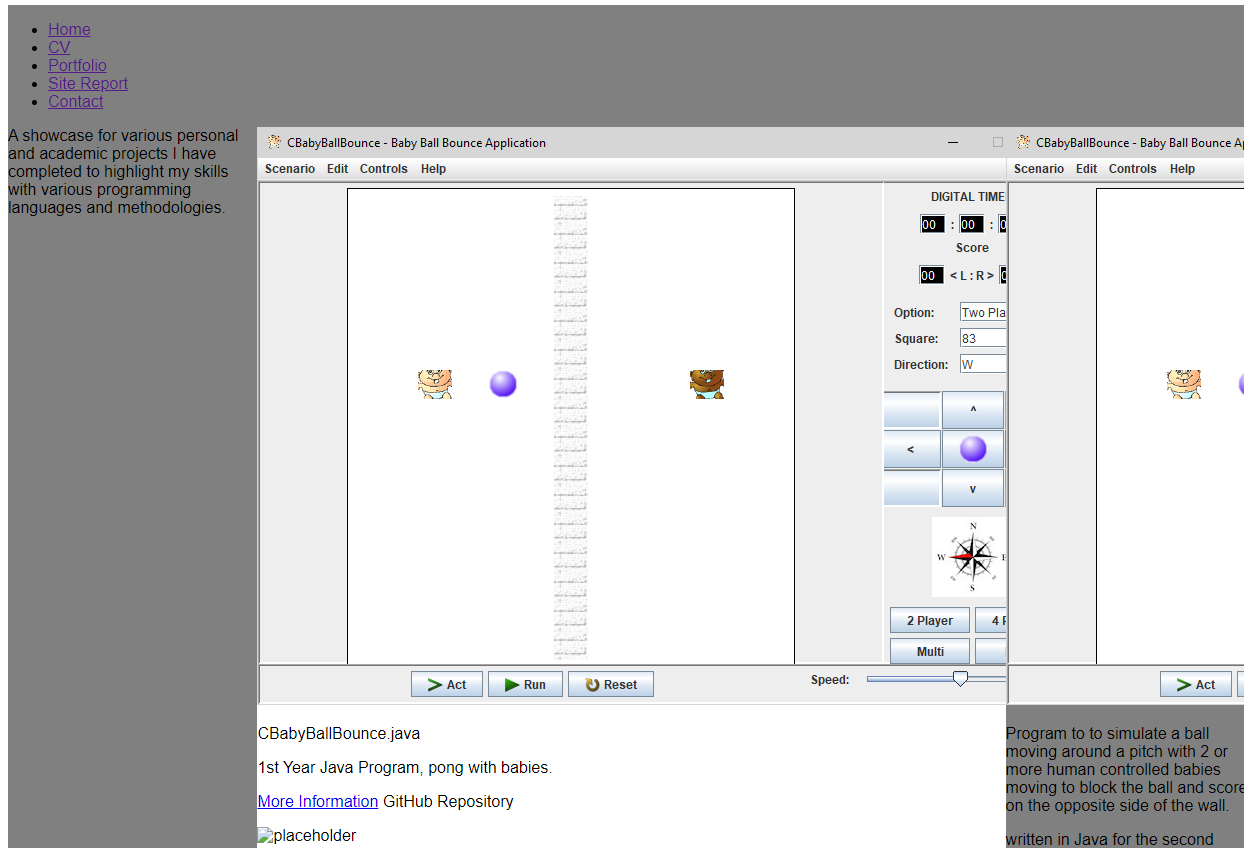 Home
CV
Portfolio
Site Report
Contact
A showcase for various personal
and academic projects I have
completed to highlight my skills
with various programming
languages and methodologies.
CBabyBallBounce - Baby Ball Bounce Application
Scenario Edit Controls Help
DIGITAL TIME
00 : 00 : 0
Score
00 < L : R > 0
Option: Two Pla
Square: 83
Direction: W
^
<
v
N
W E
S
2 Player 4 P
Multi
Act Run Reset Speed:
CBabyBallBounce - Baby Ball Bounce Ap
Scenario Edit Controls Help
Act
CBabyBallBounce.java
1st Year Java Program, pong with babies.
More Information GitHub Repository
placeholder
Program to to simulate a ball
moving around a pitch with 2 or
more human controlled babies
moving to block the ball and score
on the opposite side of the wall.
written in Java for the second